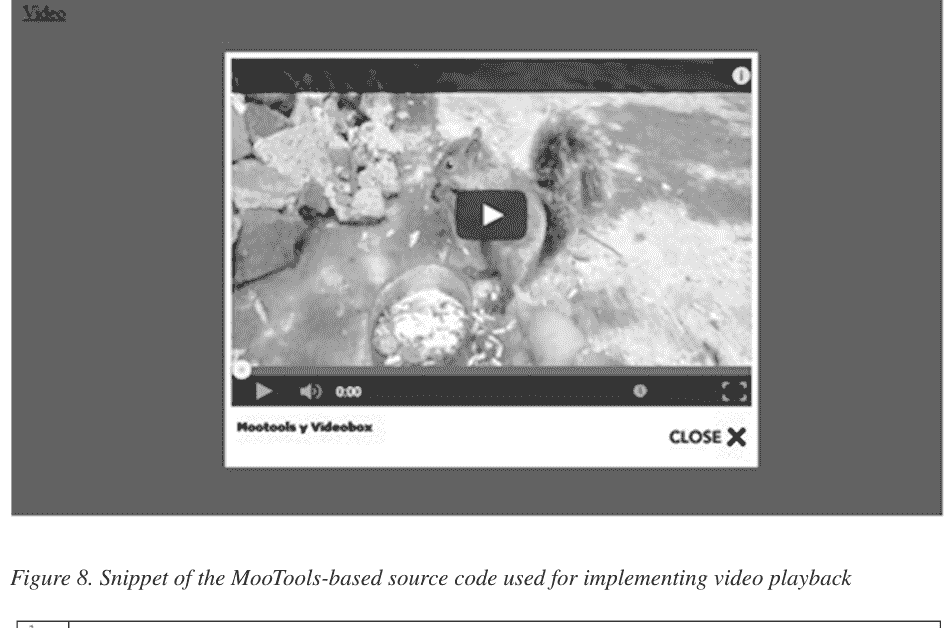 Video
0:00
Mootools y Videobox
CLOSE X
Figure 8. Snippet of the MooTools-based source code used for implementing video playback